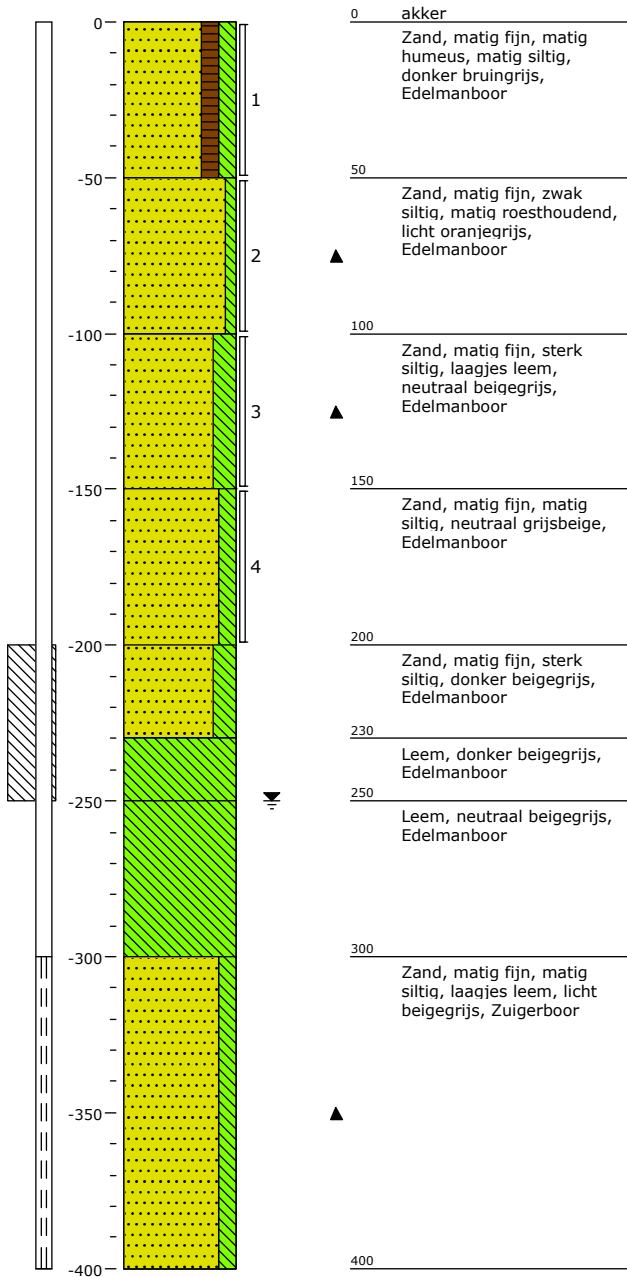 0
-50
-100
-150
-200
-250
-300
-350
-400
1
2
3
4
0 akker
Zand, matig fijn, matig
humeus, matig siltig,
donker bruingrijs,
Edelmanboor
50
Zand, matig fijn, zwak
siltig, matig roesthoudend,
licht oranjegrijs,
Edelmanboor
100
Zand, matig fijn, sterk
siltig, laagjes leem,
neutraal beigegrijs,
Edelmanboor
150
Zand, matig fijn, matig
siltig, neutraal grijsbeige,
Edelmanboor
200
Zand, matig fijn, sterk
siltig, donker beigegrijs,
Edelmanboor
230
Leem, donker beigegrijs,
Edelmanboor
250
Leem, neutraal beigegrijs,
Edelmanboor
300
Zand, matig fijn, matig
siltig, laagjes leem, licht
beigegrijs, Zuigerboor
400